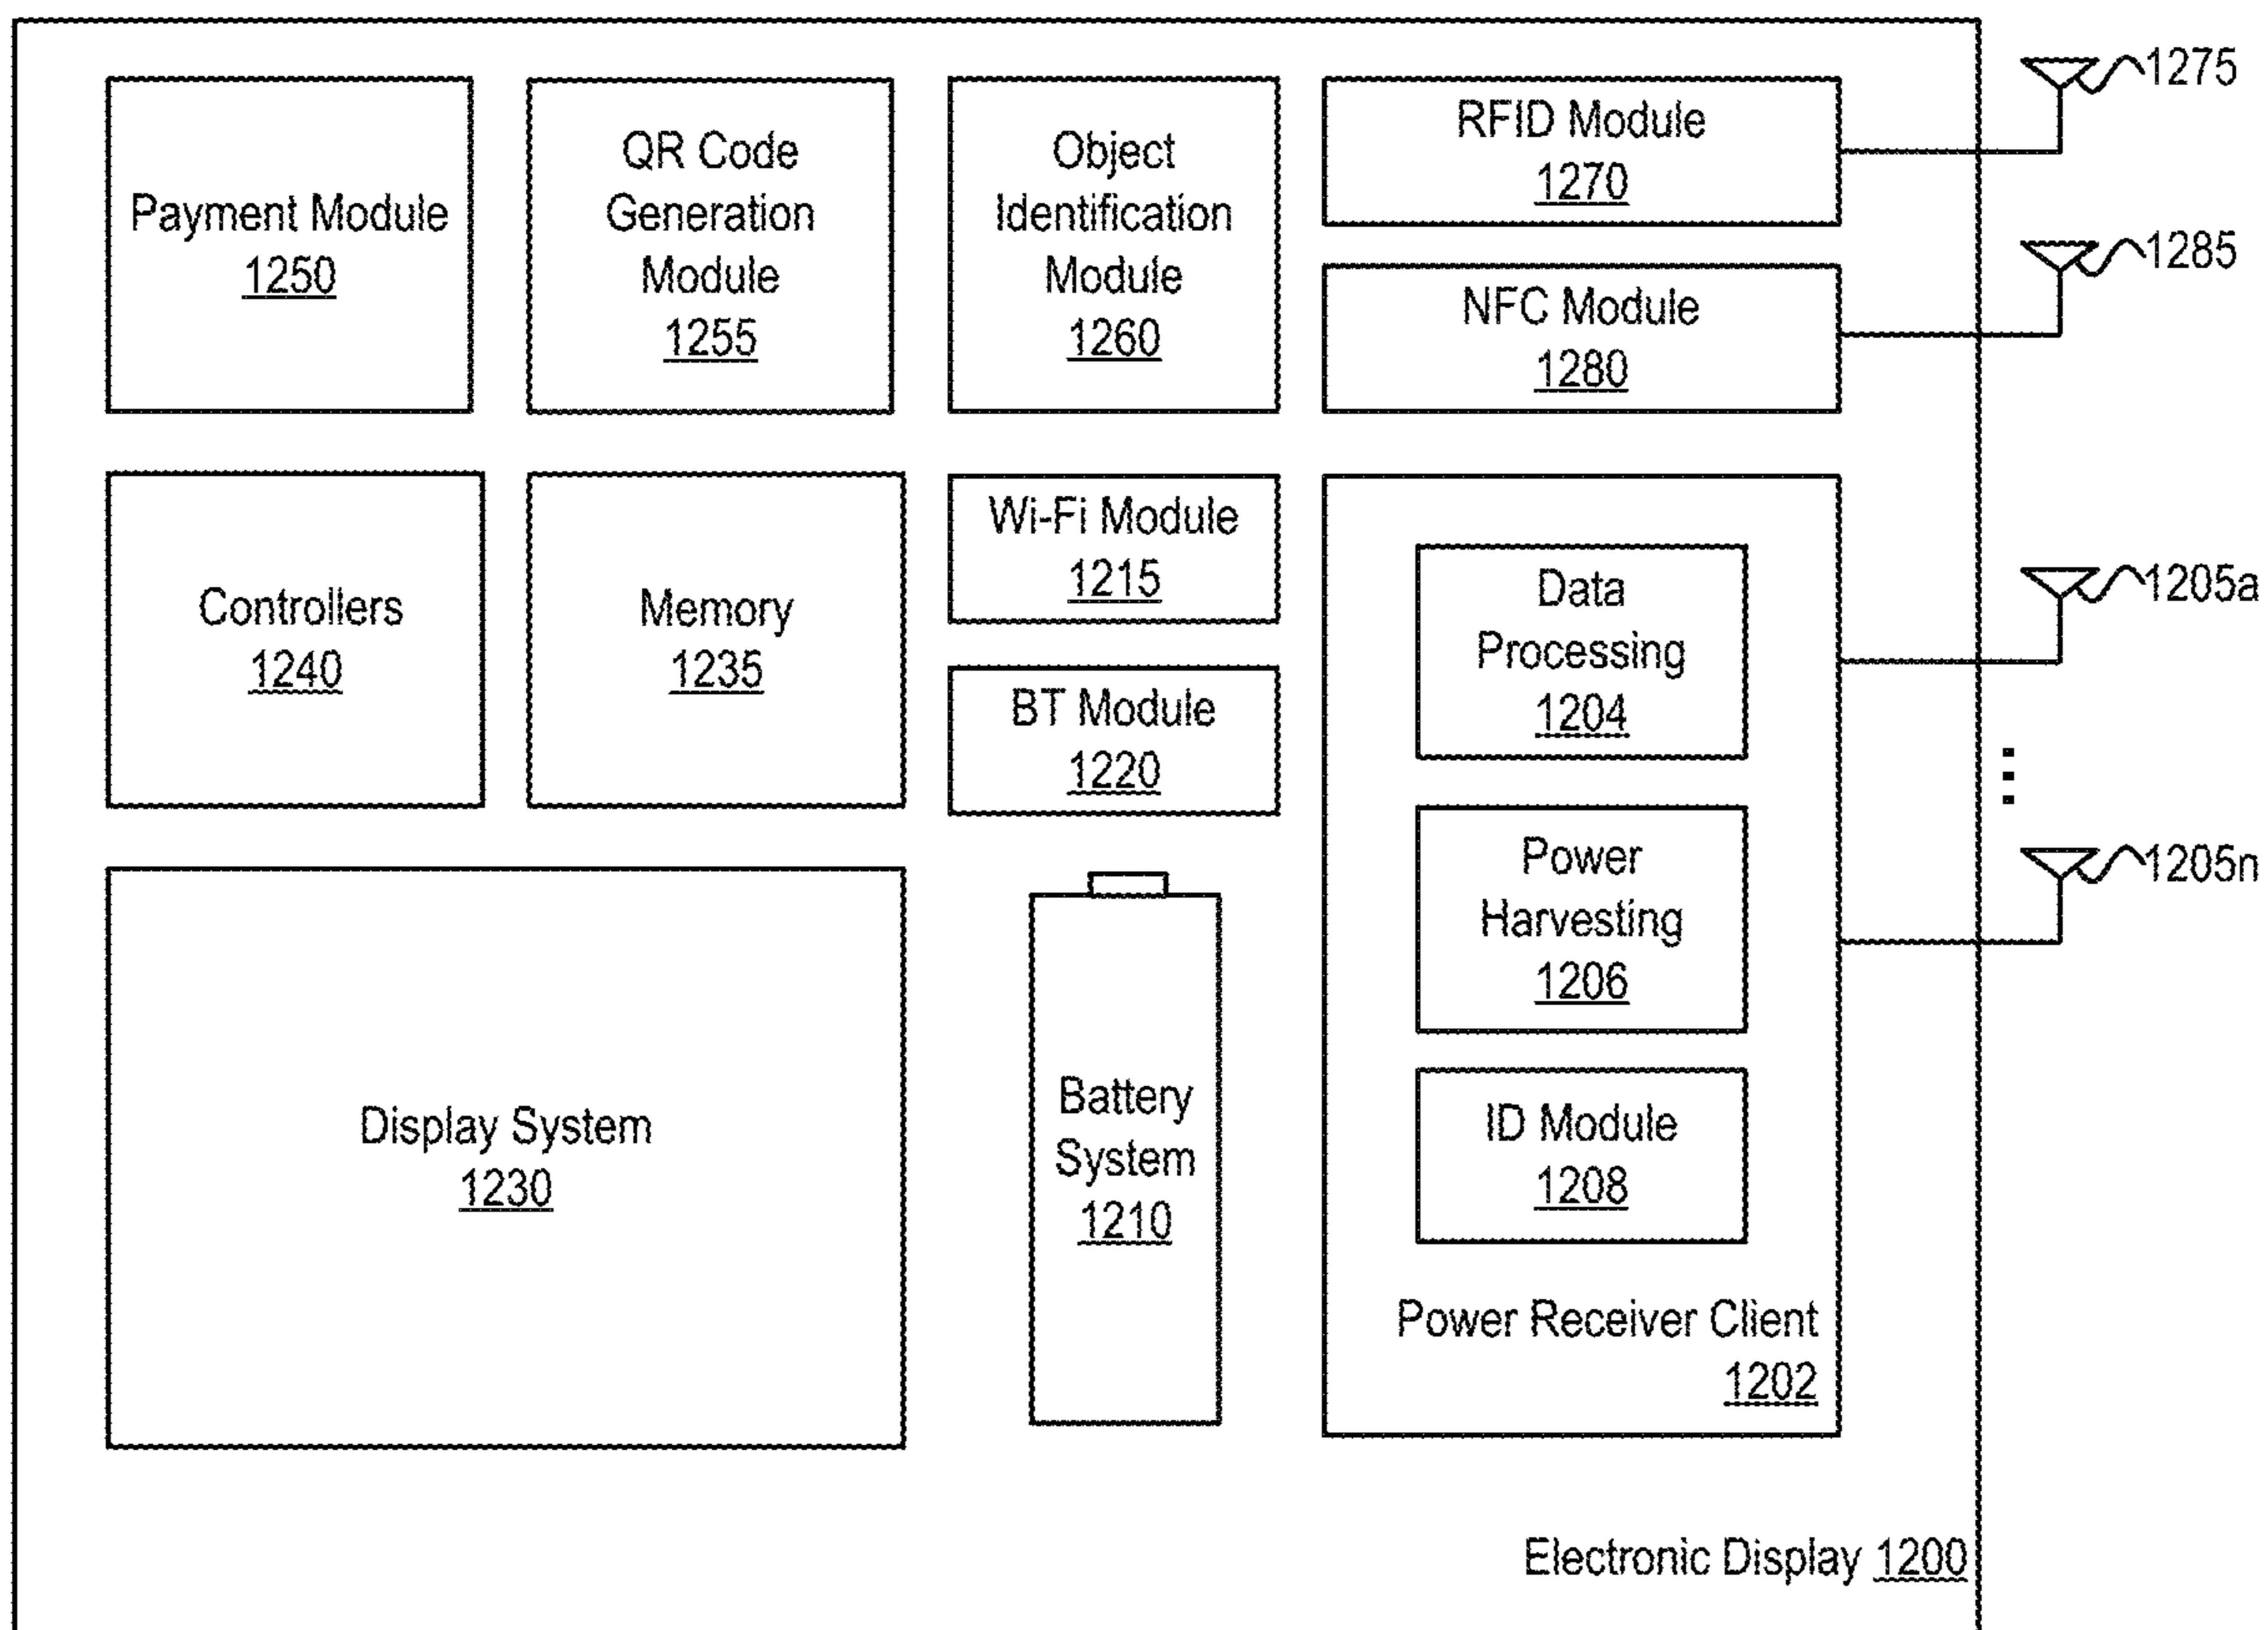 Payment Module
1250
QR Code
Generation
Module
1255
Object
Identification
Module
1260
RFID Module
1270
1275
NFC Module
1280
1285
Controllers
1240
Memory
1235
Wi-Fi Module
1215
BT Module
1220
Data
Processing
1204
1205a
Power
Harvesting
1206
1205n
ID Module
1208
Power Receiver Client
1202
Display System
1230
Battery
System
1210
Electronic Display 1200